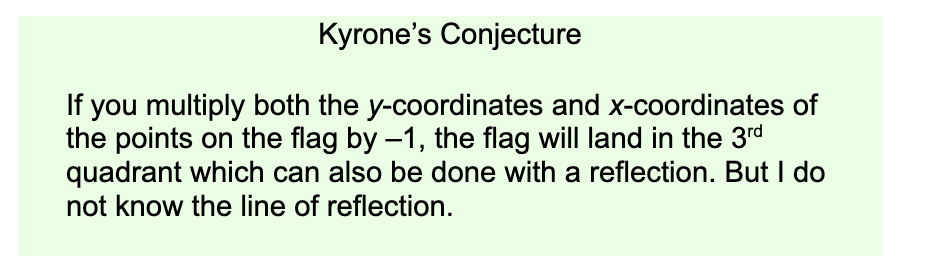 Kyrone’s Conjecture
If you multiply both the y-coordinates and x-coordinates of
the points on the flag by –1, the flag will land in the 3rd
quadrant which can also be done with a reflection. But I do
not know the line of reflection.